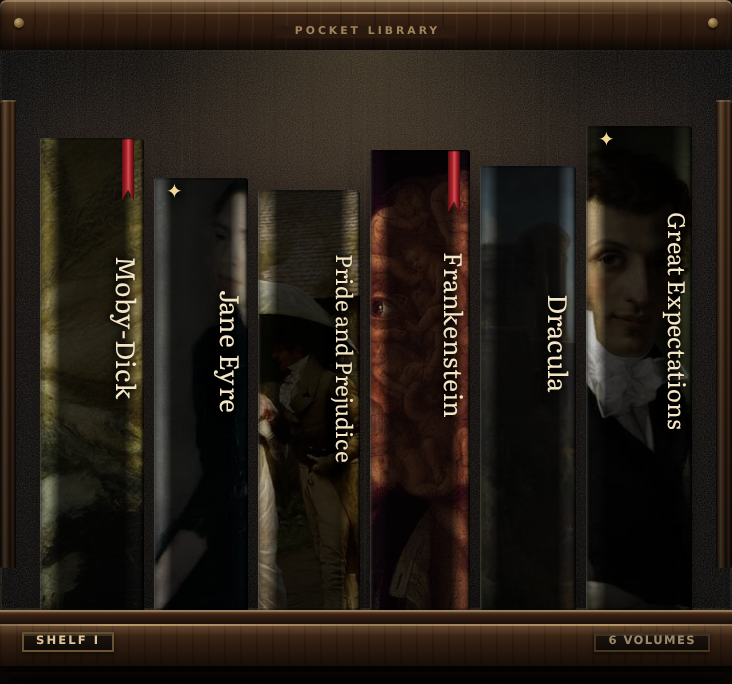 POCKET LIBRARY
Moby-Dick
Jane Eyre
Pride and Prejudice
Frankenstein
Dracula
Great Expectations
SHELF I
6 VOLUMES